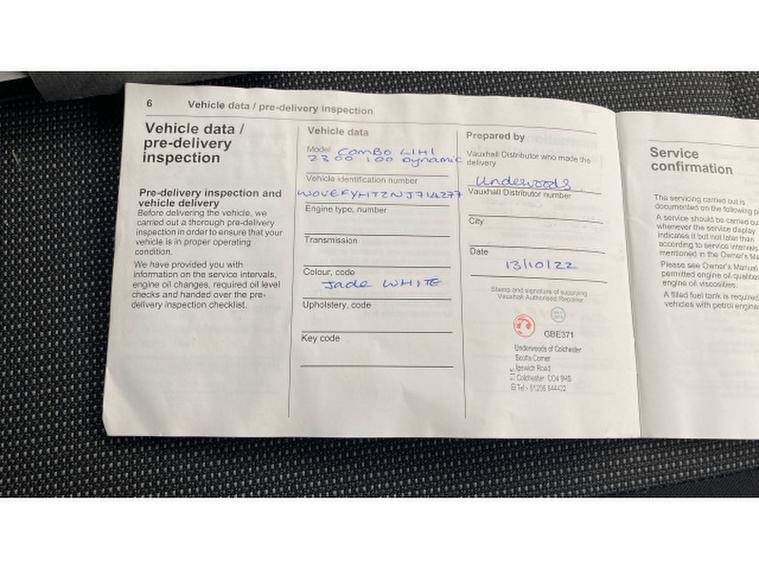 6 Vehicle data / pre-delivery inspection
Vehicle data /
pre-delivery
inspection
Pre-delivery inspection and
vehicle delivery
Before delivering the vehicle, we
carried out a thorough pre-delivery
inspection in order to ensure that your
vehicle is in proper operating
condition.
We have provided you with
information on the service intervals,
engine oil changes, required oil level
checks and handed over the pre-
delivery inspection checklist.
Vehicle data
Model ComBo L1H1
2300 100 Dynamic
Vehicle identification number
Engine type, number
Transmission
Colour, code
Jade WHITE
Upholstery, code
Key code
Prepared by
Vauxhall Distributor who made the
delivery
Underwoods
Vauxhall Distributor number
City
Date
13/10/22
Stamp and signature of supplying
Vauxhall Authorised Repairer
GBE371
Underwoods of Colchester
Scotts Corner
Ipswich Road
Colchester CO4 9HS
Tel:- 01206 844422
Service
confirmation
The servicing carried out is
documented on the following
A service should be carried out
whenever the service display
indicates it but not later than
according to service intervals
mentioned in the Owner's
Please see Owner's Manual
permitted engine oil
engine oil viscosities.
A filled fuel tank is required
vehicles with petrol